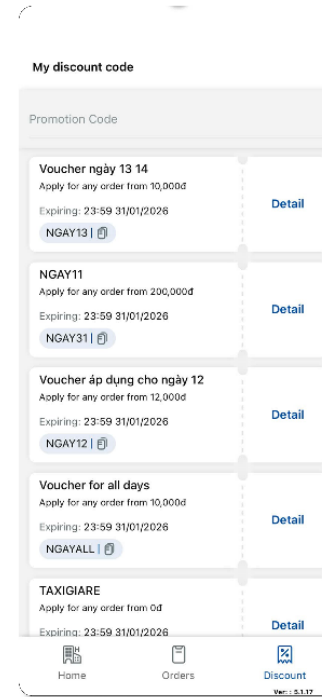 My discount code
Promotion Code
Voucher ngày 13 14
Apply for any order from 10,000đ
Detail
Expiring: 23:59 31/01/2026
NGAY13 |
NGAY11
Apply for any order from 200,000đ
Detail
Expiring: 23:59 31/01/2026
NGAY31 |
Voucher áp dụng cho ngày 12
Apply for any order from 12,000đ
Detail
Expiring: 23:59 31/01/2026
NGAY12 |
Voucher for all days
Apply for any order from 10,000đ
Detail
Expiring: 23:59 31/01/2026
NGAYALL |
TAXIGIARE
Apply for any order from 0đ
Detail
Expiring: 23:59 31/01/2026
Home
Orders
Discount
Ver: : 5.1.17